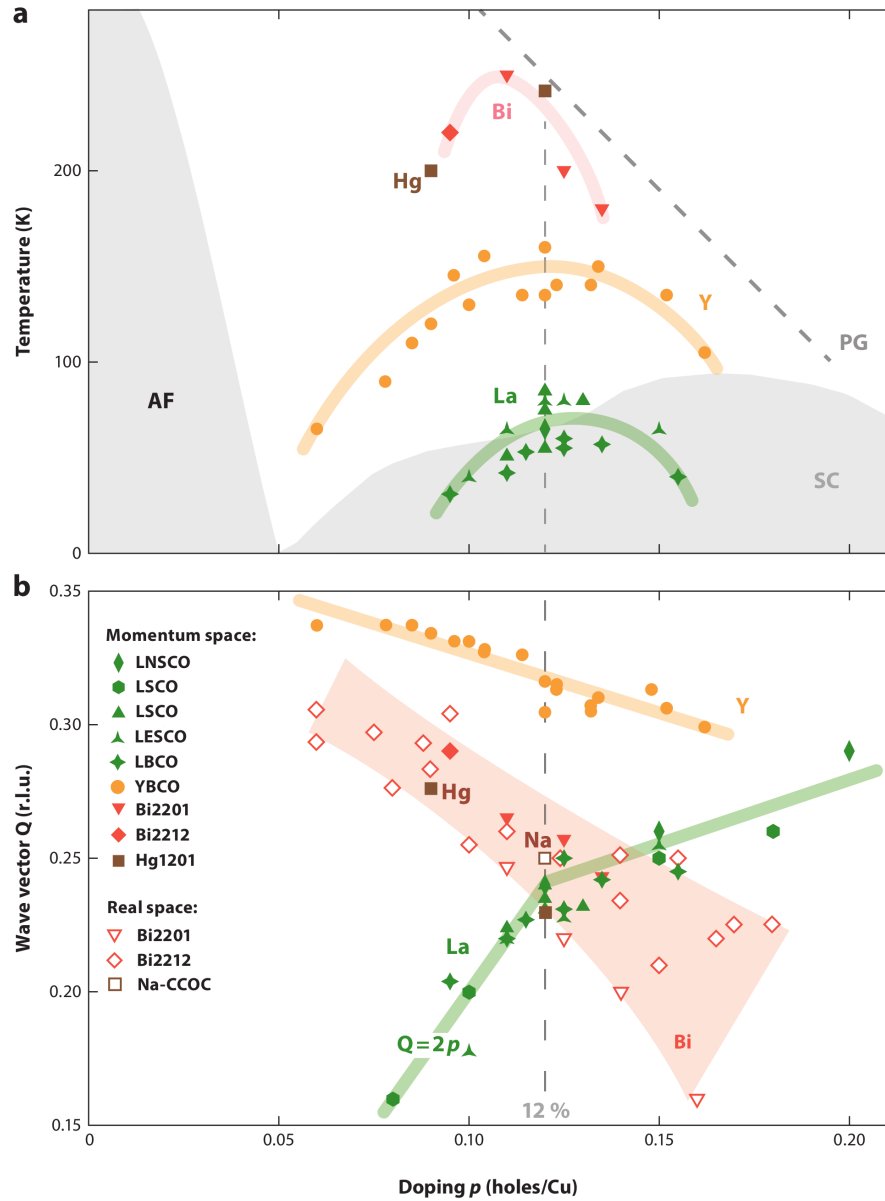 a
200
100
0
Temperature (K)
AF
Bi
Hg
Y
PG
La
SC
b
0.35
0.30
0.25
0.20
0.15
Wave vector Q (r.l.u.)
Momentum space:
LNSCO
LSCO
LSCO
LESCO
LBCO
YBCO
Bi2201
Bi2212
Hg1201
Real space:
Bi2201
Bi2212
Na-CCOC
Y
Hg
Na
La
Q=2p
Bi
12 %
0 0.05 0.10 0.15 0.20
Doping p (holes/Cu)